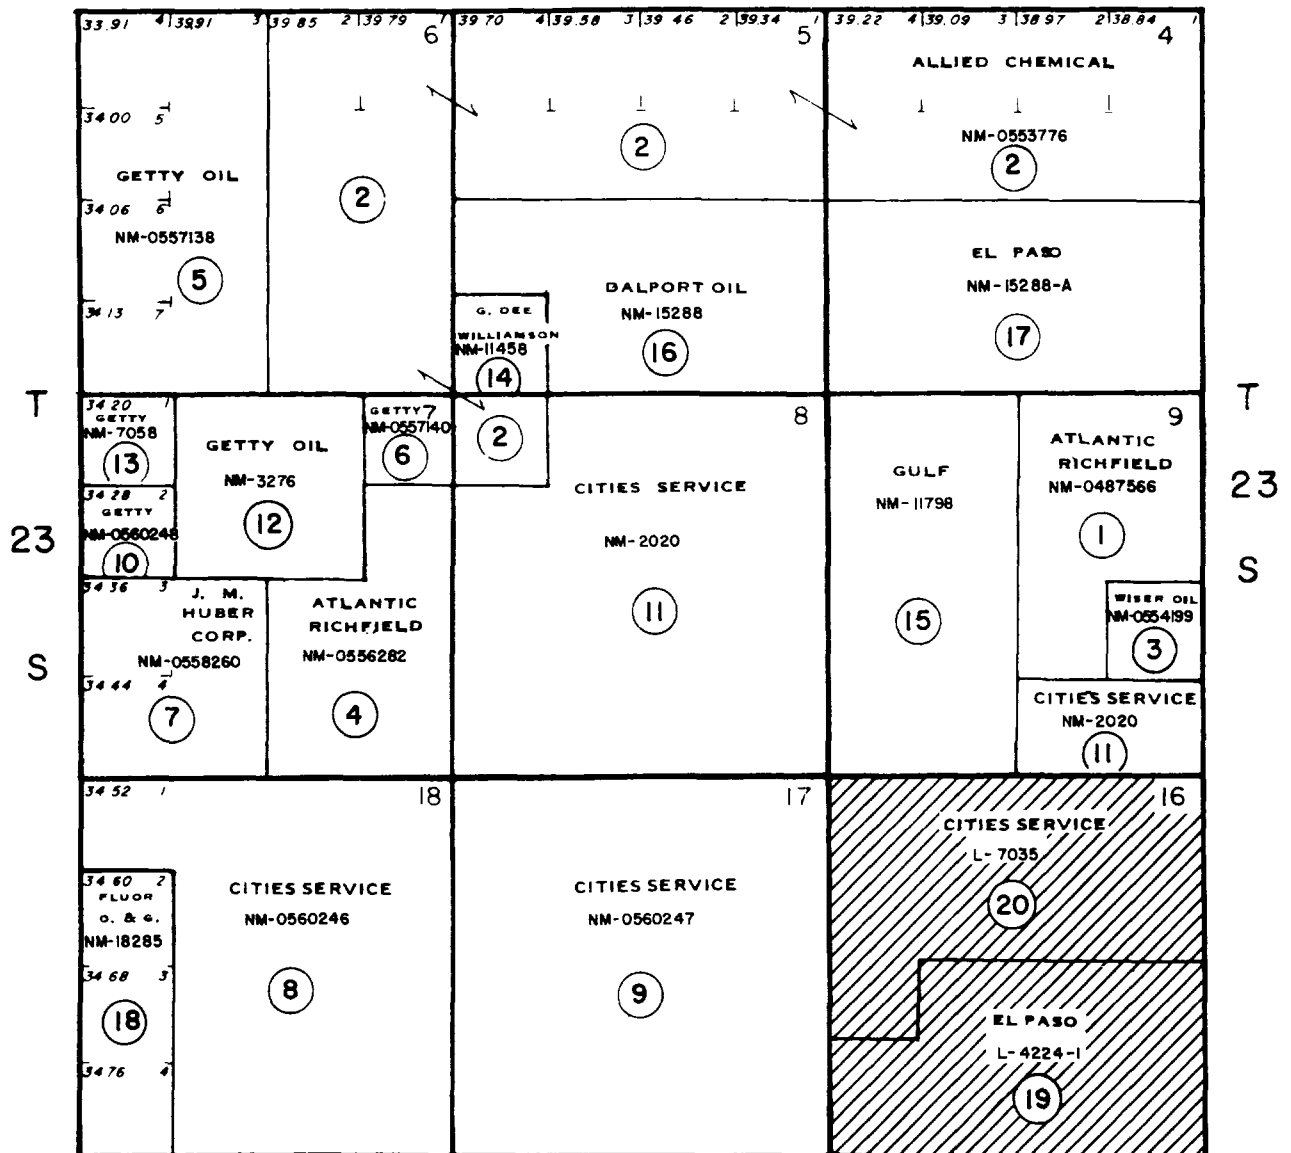 33.91 4 39.91 3 39.85 2 39.79 1
6
39.70 4 39.58 3 39.46 2 39.34 1
5
39.22 4 39.09 3 38.97 2 38.84 1
4
ALLIED CHEMICAL
NM-0553776
2
2
2
34.00 5
GETTY OIL
34.06 6
NM-0557138
5
34.13 7
EL PASO
NM-15288-A
17
DALPORT OIL
NM-15288
16
G. DEE
WILLIAMSON
NM-11458
14
T
23
S
T
23
S
34.20 1
GETTY
NM-7058
13
34.28 2
GETTY
NM-0560248
10
GETTY OIL
NM-3276
12
GETTY 7
NM-0557140
6
2
8
CITIES SERVICE
NM-2020
11
GULF
NM-11798
15
9
ATLANTIC
RICHFIELD
NM-0487566
1
WISER OIL
NM-0554199
3
CITIES SERVICE
NM-2020
11
34.36 3
J. M.
HUBER
CORP.
NM-0558260
34.44 4
7
ATLANTIC
RICHFIELD
NM-0556282
4
34.52 1
18
34.60 2
FLUOR
O. & G.
NM-18285
34.68 3
18
34.76 4
CITIES SERVICE
NM-0560246
8
17
CITIES SERVICE
NM-0560247
9
16
CITIES SERVICE
L-7035
20
EL PASO
L-4224-1
19